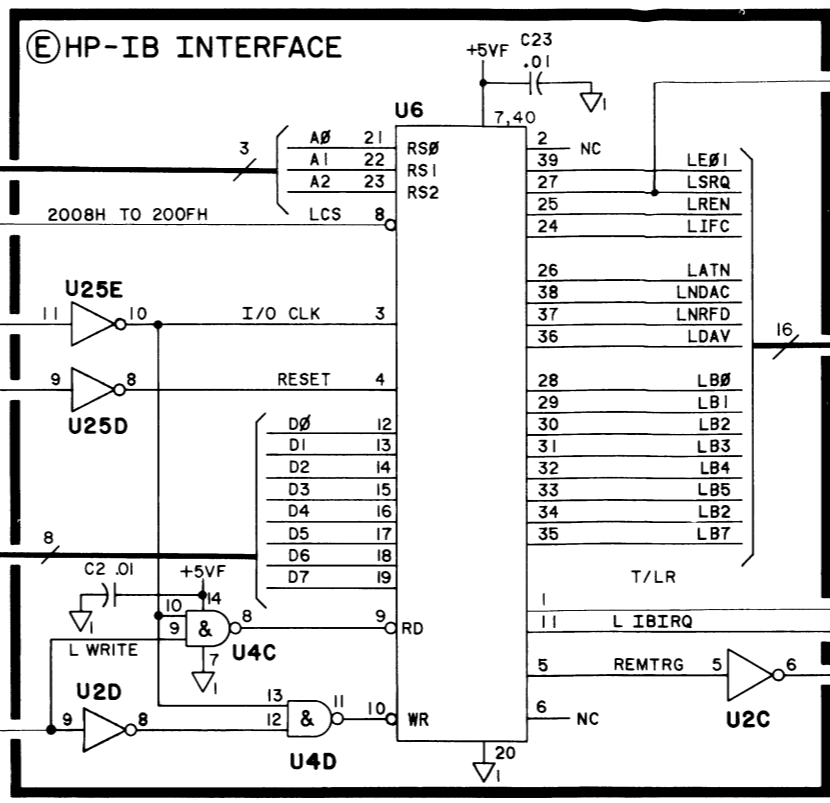 E HP-IB INTERFACE
+5VF
C23
.01
1
U6
7,40
3
AØ 21 RSØ
A1 22 RS1
A2 23 RS2
2008H TO 200FH LCS 8
2 NC
39 LEØ1
27 LSRQ
25 LREN
24 LIFC
26 LATN
38 LNDAC
37 LNRFD
36 LDAV
16
U25E
11 10 I/O CLK 3
9 8 RESET 4
U25D
28 LBØ
29 LB1
30 LB2
31 LB3
32 LB4
33 LB5
34 LB2
35 LB7
DØ 12
D1 13
D2 14
D3 15
D4 16
D5 17
D6 18
D7 19
8
C2 .01 +5VF
1
14
10
9 & 8 9 RD
L WRITE
7
U4C
1
T/LR
1
11 L IBIRQ
5 REMTRG 5 6
U2C
6 NC
U2D
9 8
13
12 & 11 10 WR
U4D
20
1